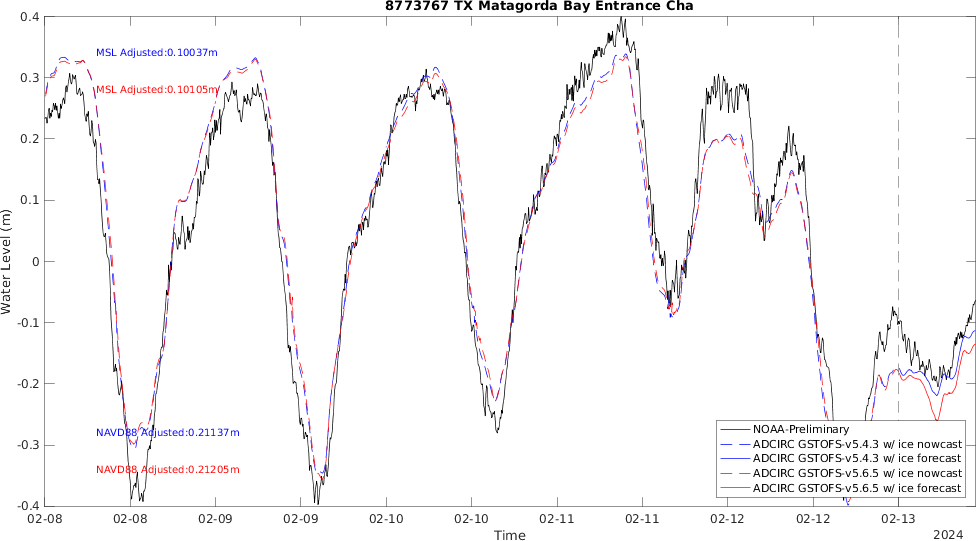 8773767 TX Matagorda Bay Entrance Cha
0.4
0.3
0.2
0.1
0
-0.1
-0.2
-0.3
-0.4
Water Level (m)
MSL Adjusted:0.10037m
MSL Adjusted:0.10105m
NAVD88 Adjusted:0.21137m
NAVD88 Adjusted:0.21205m
NOAA-Preliminary
ADCIRC GSTOFS-v5.4.3 w/ ice nowcast
ADCIRC GSTOFS-v5.4.3 w/ ice forecast
ADCIRC GSTOFS-v5.6.5 w/ ice nowcast
ADCIRC GSTOFS-v5.6.5 w/ ice forecast
02-08 02-08 02-09 02-09 02-10 02-10 02-11 02-11 02-12 02-12 02-13
Time
2024